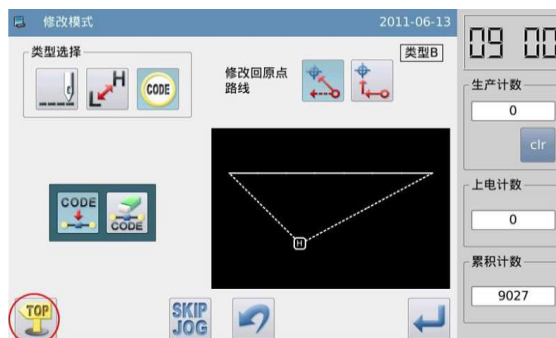 修改模式
2011-06-13
09 00
类型选择
L H
CODE
修改回原点
路线
类型B
生产计数
0
clr
CODE
CODE
上电计数
0
H
累积计数
9027
TOP
SKIP
JOG